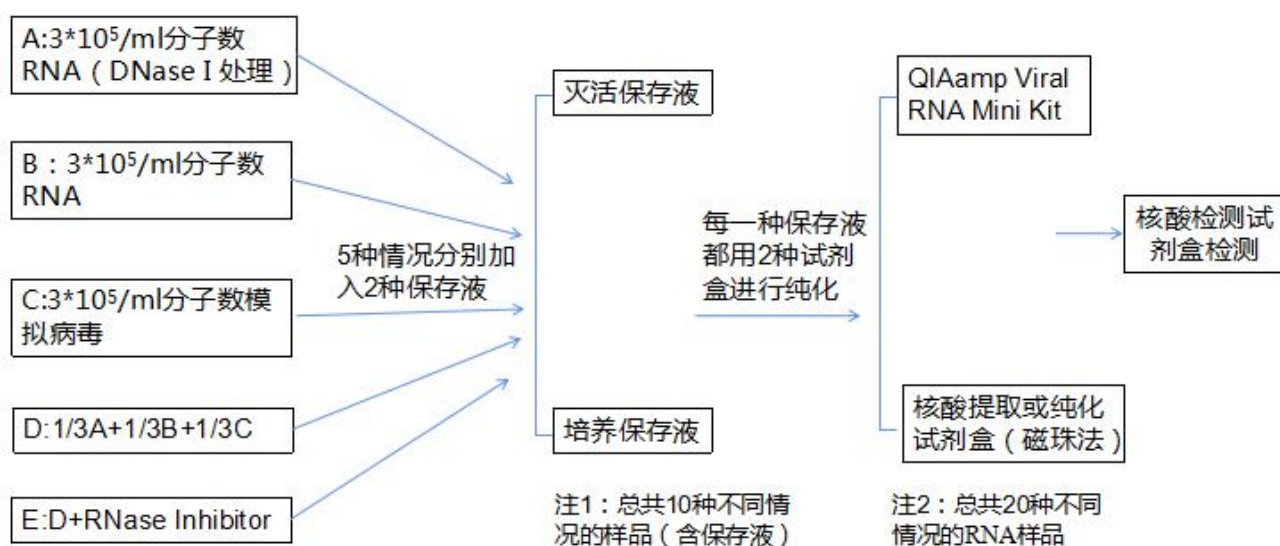 A:3*10⁵/ml分子数
RNA（DNase I 处理）
B：3*10⁵/ml分子数
RNA
C:3*10⁵/ml分子数模
拟病毒
D:1/3A+1/3B+1/3C
E:D+RNase Inhibitor
5种情况分别加
入2种保存液
灭活保存液
培养保存液
注1：总共10种不同情
况的样品（含保存液）
每一种保存液
都用2种试剂
盒进行纯化
QIAamp Viral
RNA Mini Kit
核酸提取或纯化
试剂盒（磁珠法）
注2：总共20种不同
情况的RNA样品
核酸检测试
剂盒检测